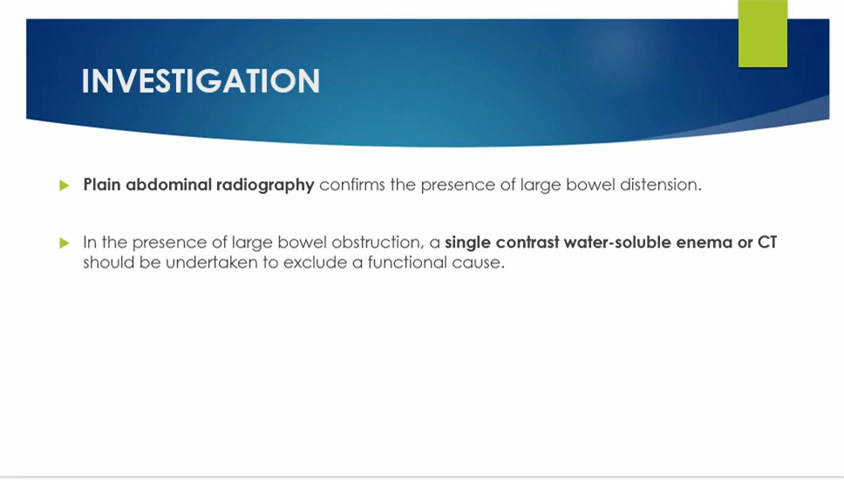 INVESTIGATION
Plain abdominal radiography confirms the presence of large bowel distension.
In the presence of large bowel obstruction, a single contrast water-soluble enema or CT
should be undertaken to exclude a functional cause.